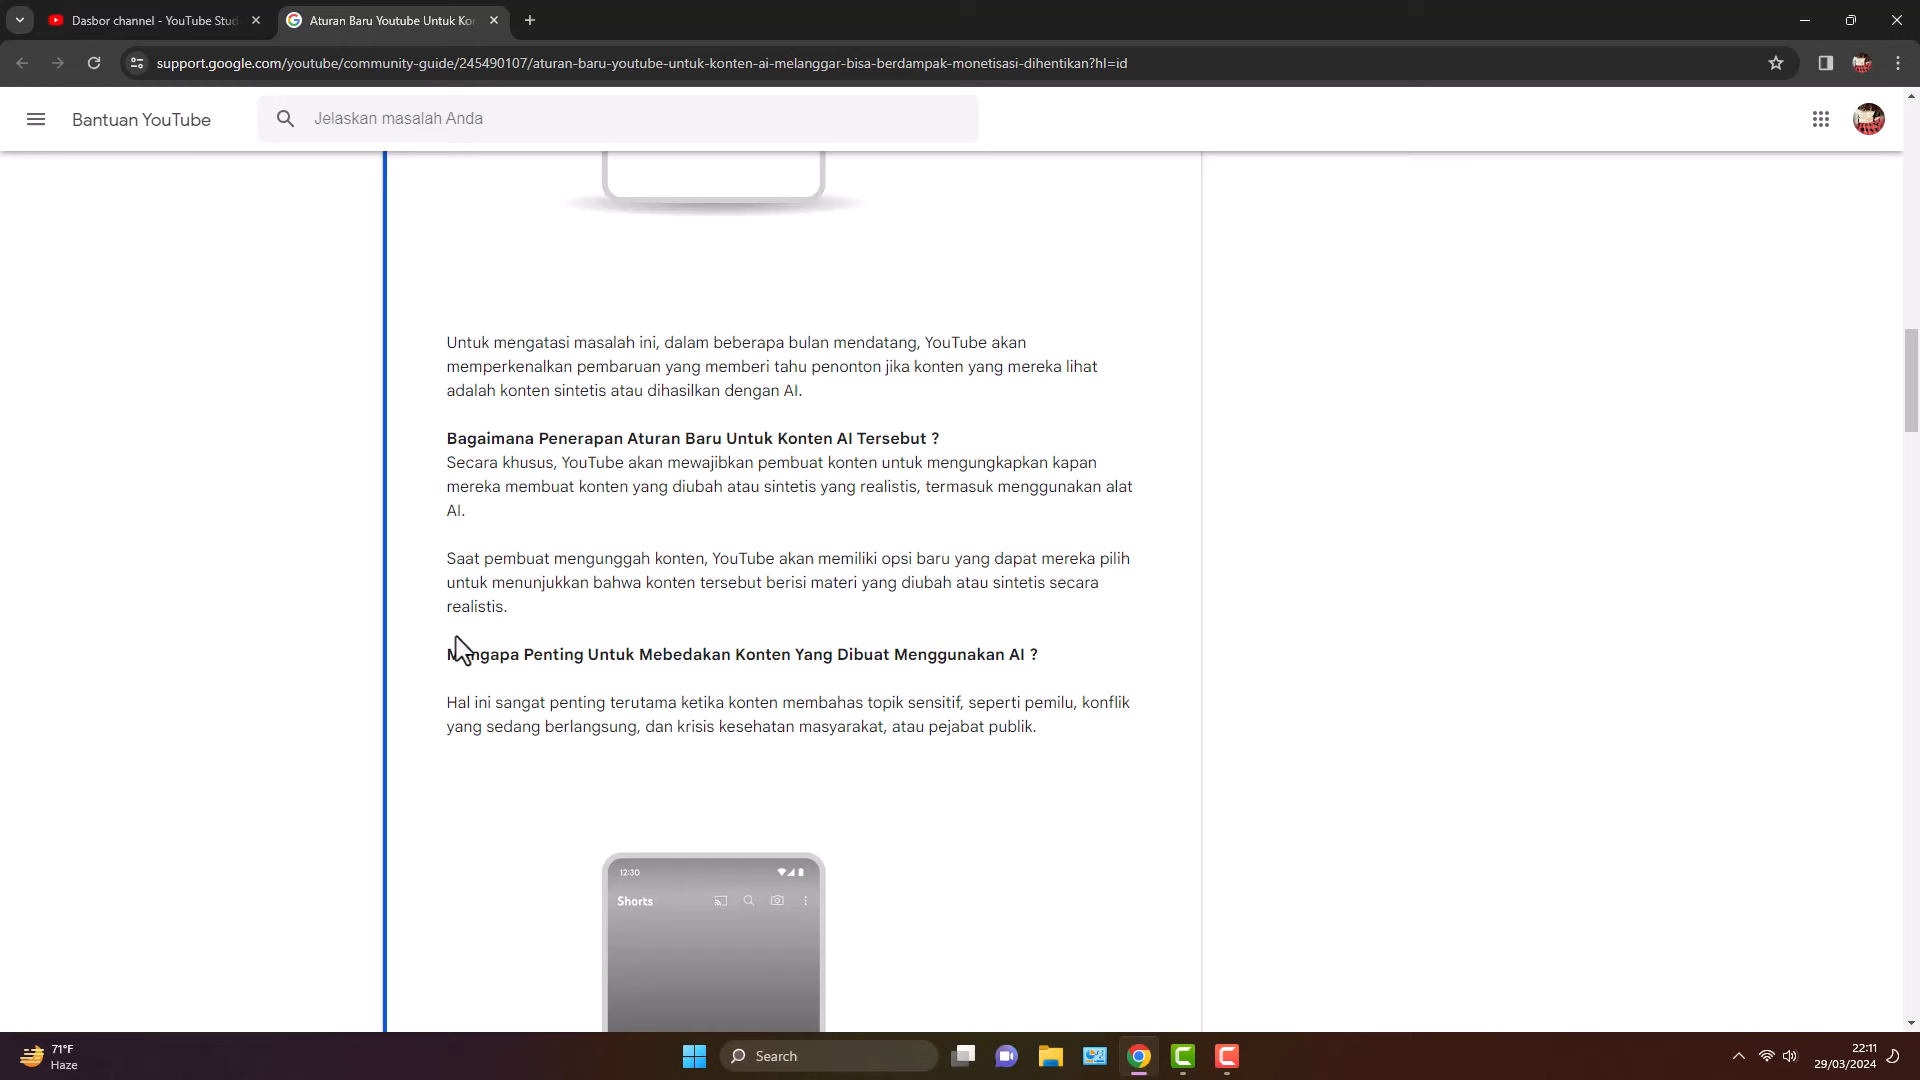 Dasbor channel - YouTube Stud
Aturan Baru Youtube Untuk Kon
support.google.com/youtube/community-guide/245490107/aturan-baru-youtube-untuk-konten-ai-melanggar-bisa-berdampak-monetisasi-dihentikan?hl=id
Bantuan YouTube
Jelaskan masalah Anda
Untuk mengatasi masalah ini, dalam beberapa bulan mendatang, YouTube akan
memperkenalkan pembaruan yang memberi tahu penonton jika konten yang mereka lihat
adalah konten sintetis atau dihasilkan dengan AI.
Bagaimana Penerapan Aturan Baru Untuk Konten AI Tersebut ?
Secara khusus, YouTube akan mewajibkan pembuat konten untuk mengungkapkan kapan
mereka membuat konten yang diubah atau sintetis yang realistis, termasuk menggunakan alat
AI.
Saat pembuat mengunggah konten, YouTube akan memiliki opsi baru yang dapat mereka pilih
untuk menunjukkan bahwa konten tersebut berisi materi yang diubah atau sintetis secara
realistis.
Mengapa Penting Untuk Mebedakan Konten Yang Dibuat Menggunakan AI ?
Hal ini sangat penting terutama ketika konten membahas topik sensitif, seperti pemilu, konflik
yang sedang berlangsung, dan krisis kesehatan masyarakat, atau pejabat publik.
12:30
Shorts
71°F
Haze
Search
22:11
29/03/2024